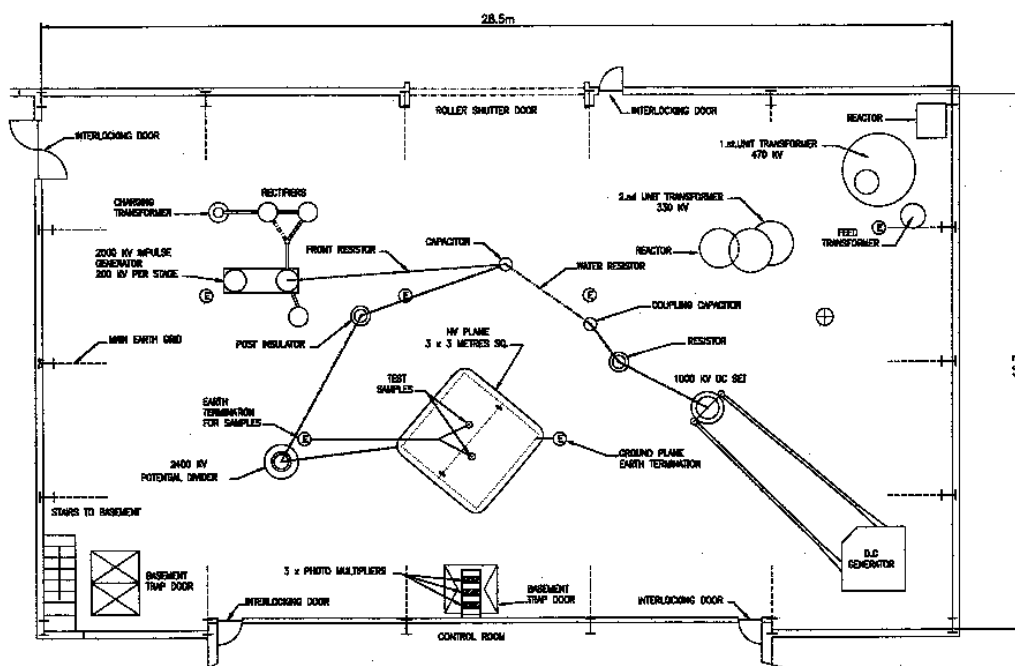 28.5m
ROLLER SHUTTER DOOR
INTERLOCKING DOOR
REACTOR
INTERLOCKING DOOR
1.st.UNIT TRANSFORMER
470 KV
RECTIFIERS
CHARGING
TRANSFORMER
2.nd UNIT TRANSFORMER
330 KV
FEED
TRANSFORMER
CAPACITOR
REACTOR
FRONT RESISTOR
2000 KV IMPULSE
GENERATOR
200 KV PER STAGE
WATER RESISTOR
E
E
E
E
COUPLING CAPACITOR
MAIN EARTH GRID
POST INSULATOR
HV PLANE
3 x 3 METRES SQ.
RESISTOR
TEST
SAMPLES
1000 KV DC SET
EARTH
TERMINATION
FOR SAMPLES
E
E
GROUND PLANE
EARTH TERMINATION
2400 KV
POTENTIAL DIVIDER
STAIRS TO BASEMENT
D.C
GENERATOR
BASEMENT
TRAP DOOR
3 x PHOTO MULTIPLIERS
BASEMENT
TRAP DOOR
INTERLOCKING DOOR
INTERLOCKING DOOR
CONTROL ROOM